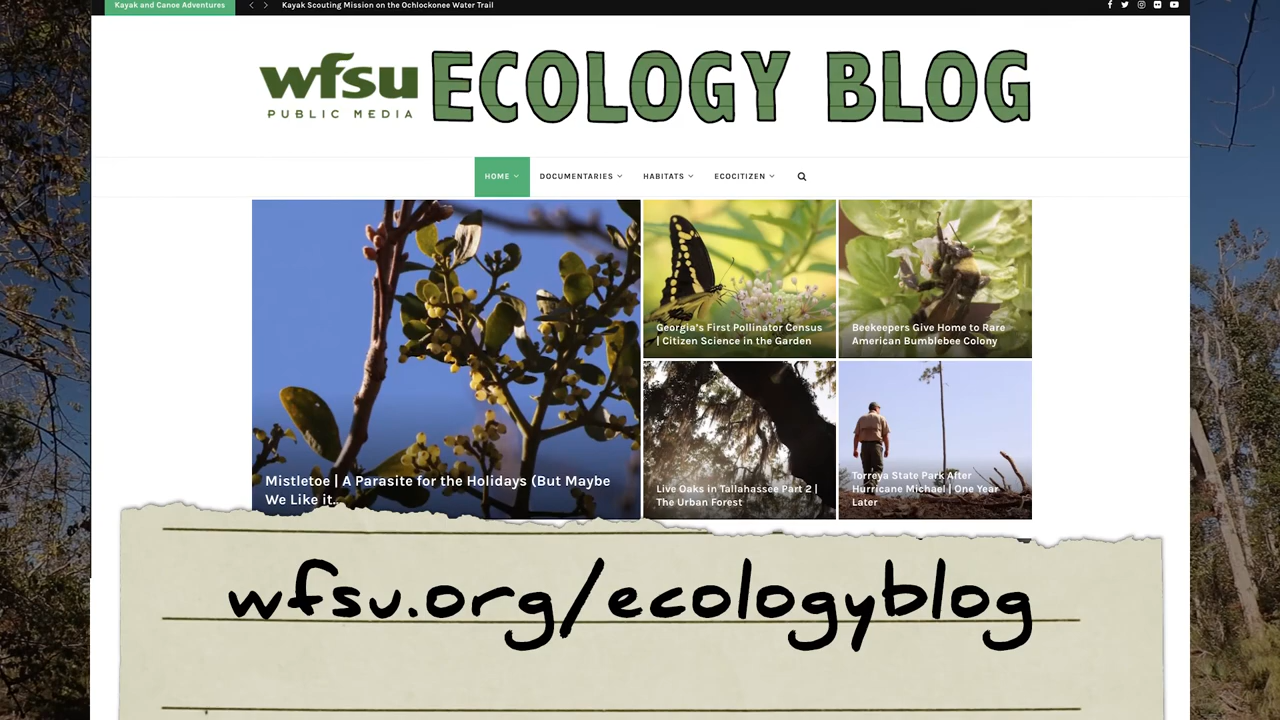 Kayak and Canoe Adventures
Kayak Scouting Mission on the Ochlockonee Water Trail
wfsu
PUBLIC MEDIA
ECOLOGY BLOG
HOME
DOCUMENTARIES
HABITATS
ECOCITIZEN
Georgia's First Pollinator Census
| Citizen Science in the Garden
Beekeepers Give Home to Rare
American Bumblebee Colony
Mistletoe | A Parasite for the Holidays (But Maybe
We Like it...
Live Oaks in Tallahassee Part 2 |
The Urban Forest
Torreya State Park After
Hurricane Michael | One Year
Later
wfsu.org/ecologyblog